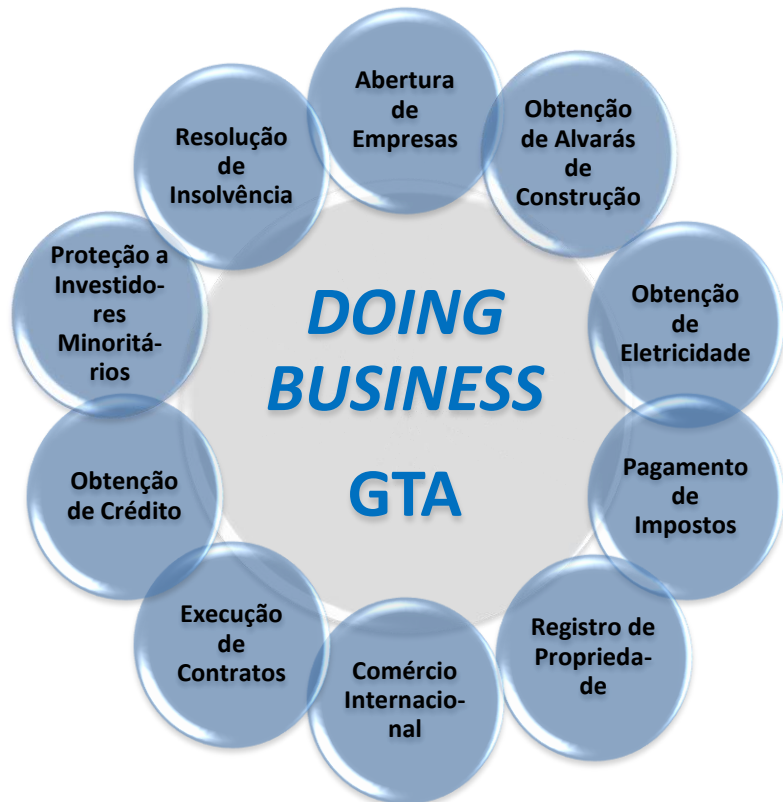 DOING
BUSINESS
GTA
Abertura
de
Empresas
Obtenção
de Alvarás
de
Construção
Obtenção
de
Eletricidade
Pagamento
de
Impostos
Registro de
Proprieda-
de
Comércio
Internacio-
nal
Execução
de
Contratos
Obtenção
de Crédito
Proteção a
Investido-
res
Minoritá-
rios
Resolução
de
Insolvência